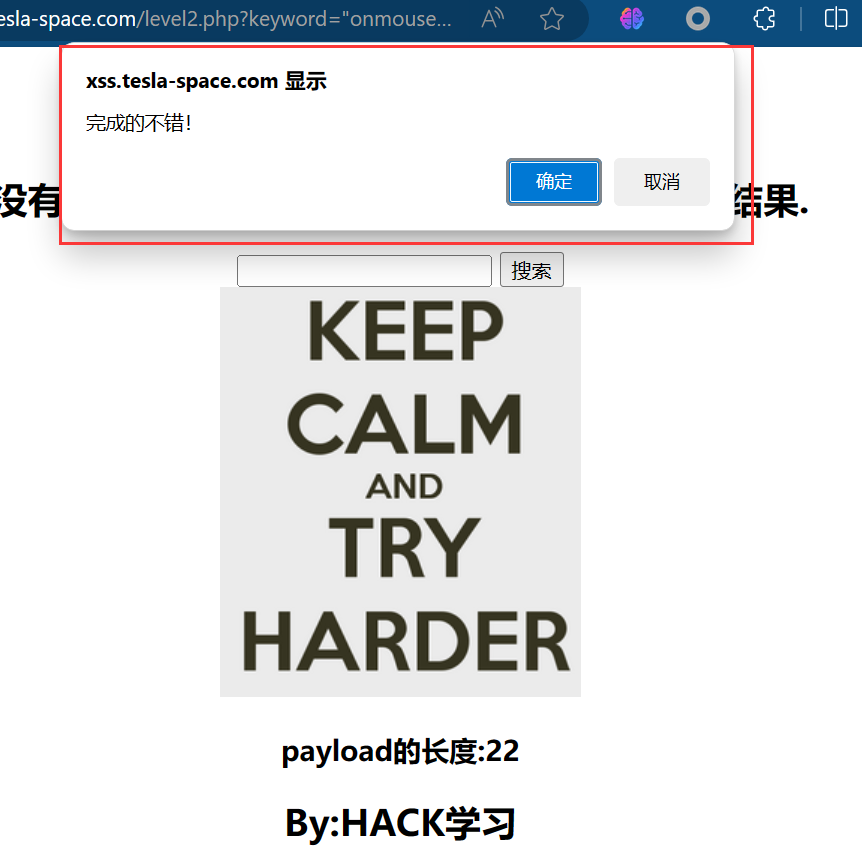 esla-space.com/level2.php?keyword="onmouse...
xss.tesla-space.com 显示
完成的不错！
确定 取消
没有 结果.
搜索
KEEP
CALM
AND
TRY
HARDER
payload的长度:22
By:HACK学习